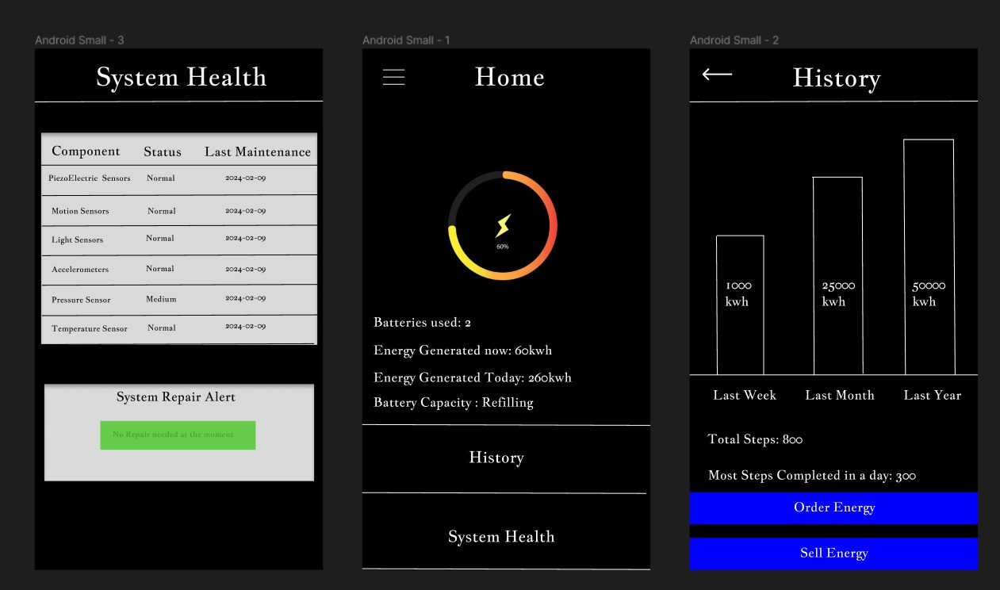 Android Small - 3
System Health
Component Status Last Maintenance
PiezoElectric Sensors Normal 2024-02-09
Motion Sensors Normal 2024-02-09
Light Sensors Normal 2024-02-09
Accelerometers Normal 2024-02-09
Pressure Sensor Medium 2024-02-09
Temperature Sensor Normal 2024-02-09
System Repair Alert
No Repair needed at the moment
Android Small - 1
Home
60%
Batteries used: 2
Energy Generated now: 60kwh
Energy Generated Today: 260kwh
Battery Capacity : Refilling
History
System Health
Android Small - 2
History
1000
kwh
25000
kwh
50000
kwh
Last Week Last Month Last Year
Total Steps: 800
Most Steps Completed in a day: 300
Order Energy
Sell Energy